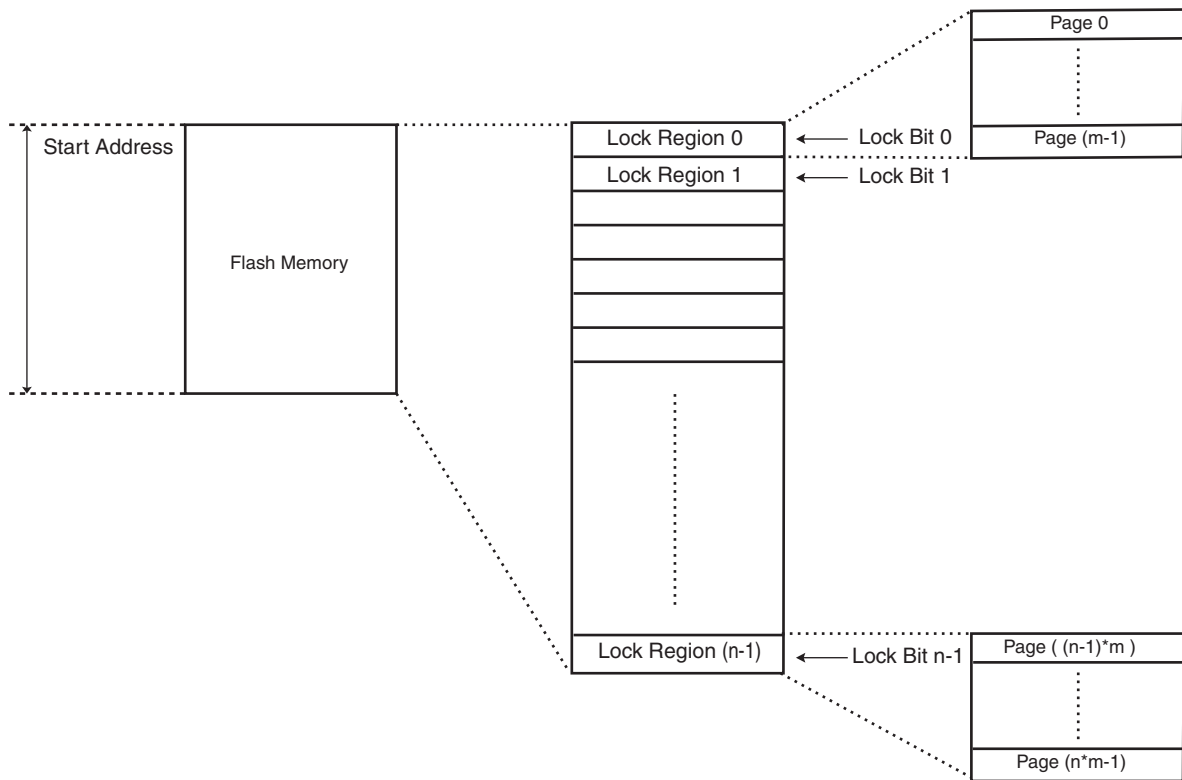 Page 0
Start Address
Lock Region 0
Lock Bit 0
Page (m-1)
Lock Region 1
Lock Bit 1
Flash Memory
Lock Region (n-1)
Lock Bit n-1
Page ( (n-1)*m )
Page (n*m-1)